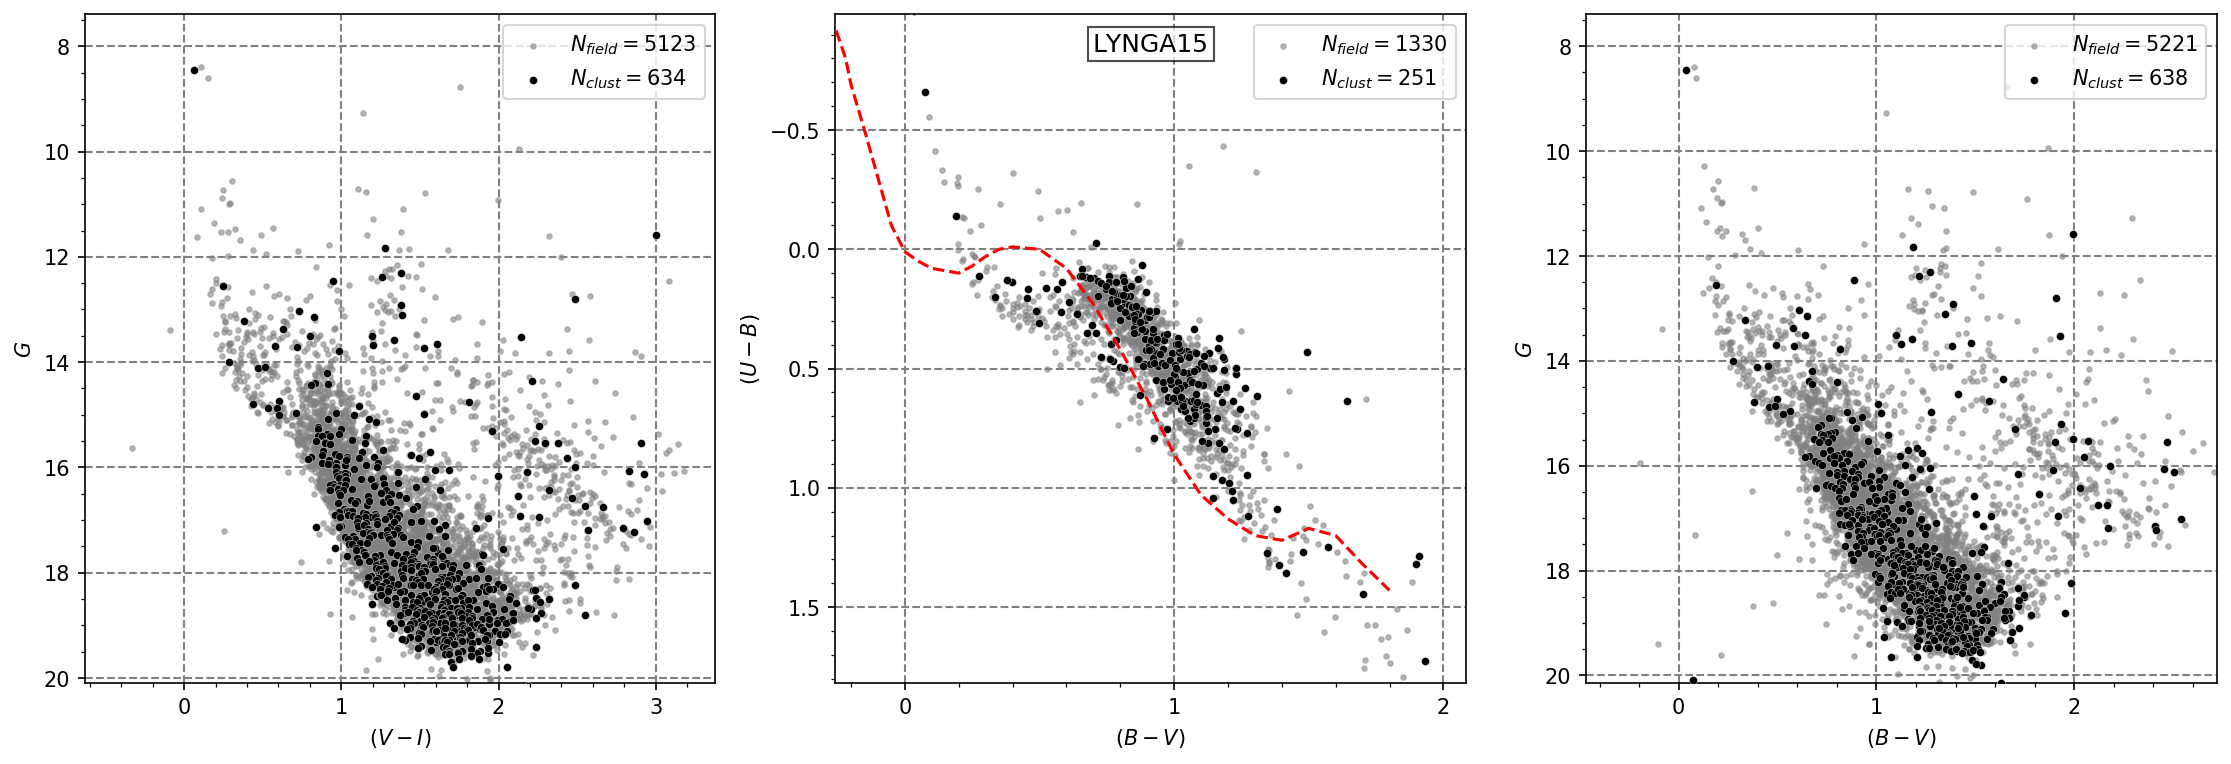 N_field = 5123
N_clust = 634
8
10
12
14
16
18
20
G
0
1
2
3
(V − I)
LYNGA15
N_field = 1330
N_clust = 251
−0.5
0.0
0.5
1.0
1.5
(U − B)
0
1
2
(B − V)
N_field = 5221
N_clust = 638
8
10
12
14
16
18
20
G
0
1
2
(B − V)